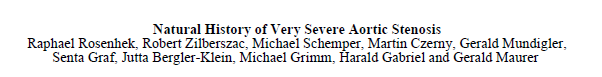 Natural History of Very Severe Aortic Stenosis
Raphael Rosenhek, Robert Zilberszac, Michael Schemper, Martin Czerny, Gerald Mundigler,
Senta Graf, Jutta Bergler-Klein, Michael Grimm, Harald Gabriel and Gerald Maurer